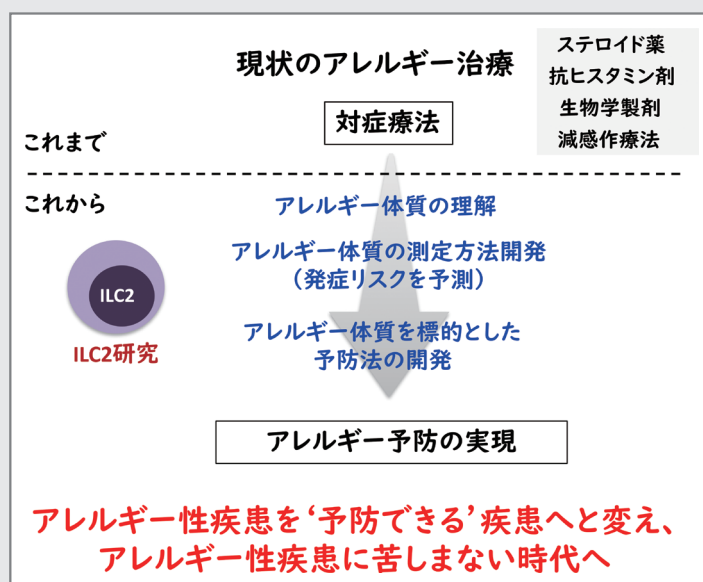 現状のアレルギー治療
ステロイド薬
抗ヒスタミン剤
生物学製剤
減感作療法
対症療法
これまで
これから
アレルギー体質の理解
アレルギー体質の測定方法開発
（発症リスクを予測）
ILC2
ILC2研究
アレルギー体質を標的とした
予防法の開発
アレルギー予防の実現
アレルギー性疾患を‘予防できる’疾患へと変え、
アレルギー性疾患に苦しまない時代へ